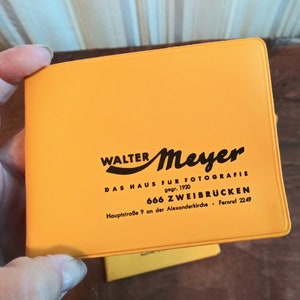 WALTER Meyer
DAS HAUS FÜR FOTOGRAFIE
gegr. 1920
666 ZWEIBRÜCKEN
Hauptstraße 9 an der Alexanderkirche - Fernruf 2249